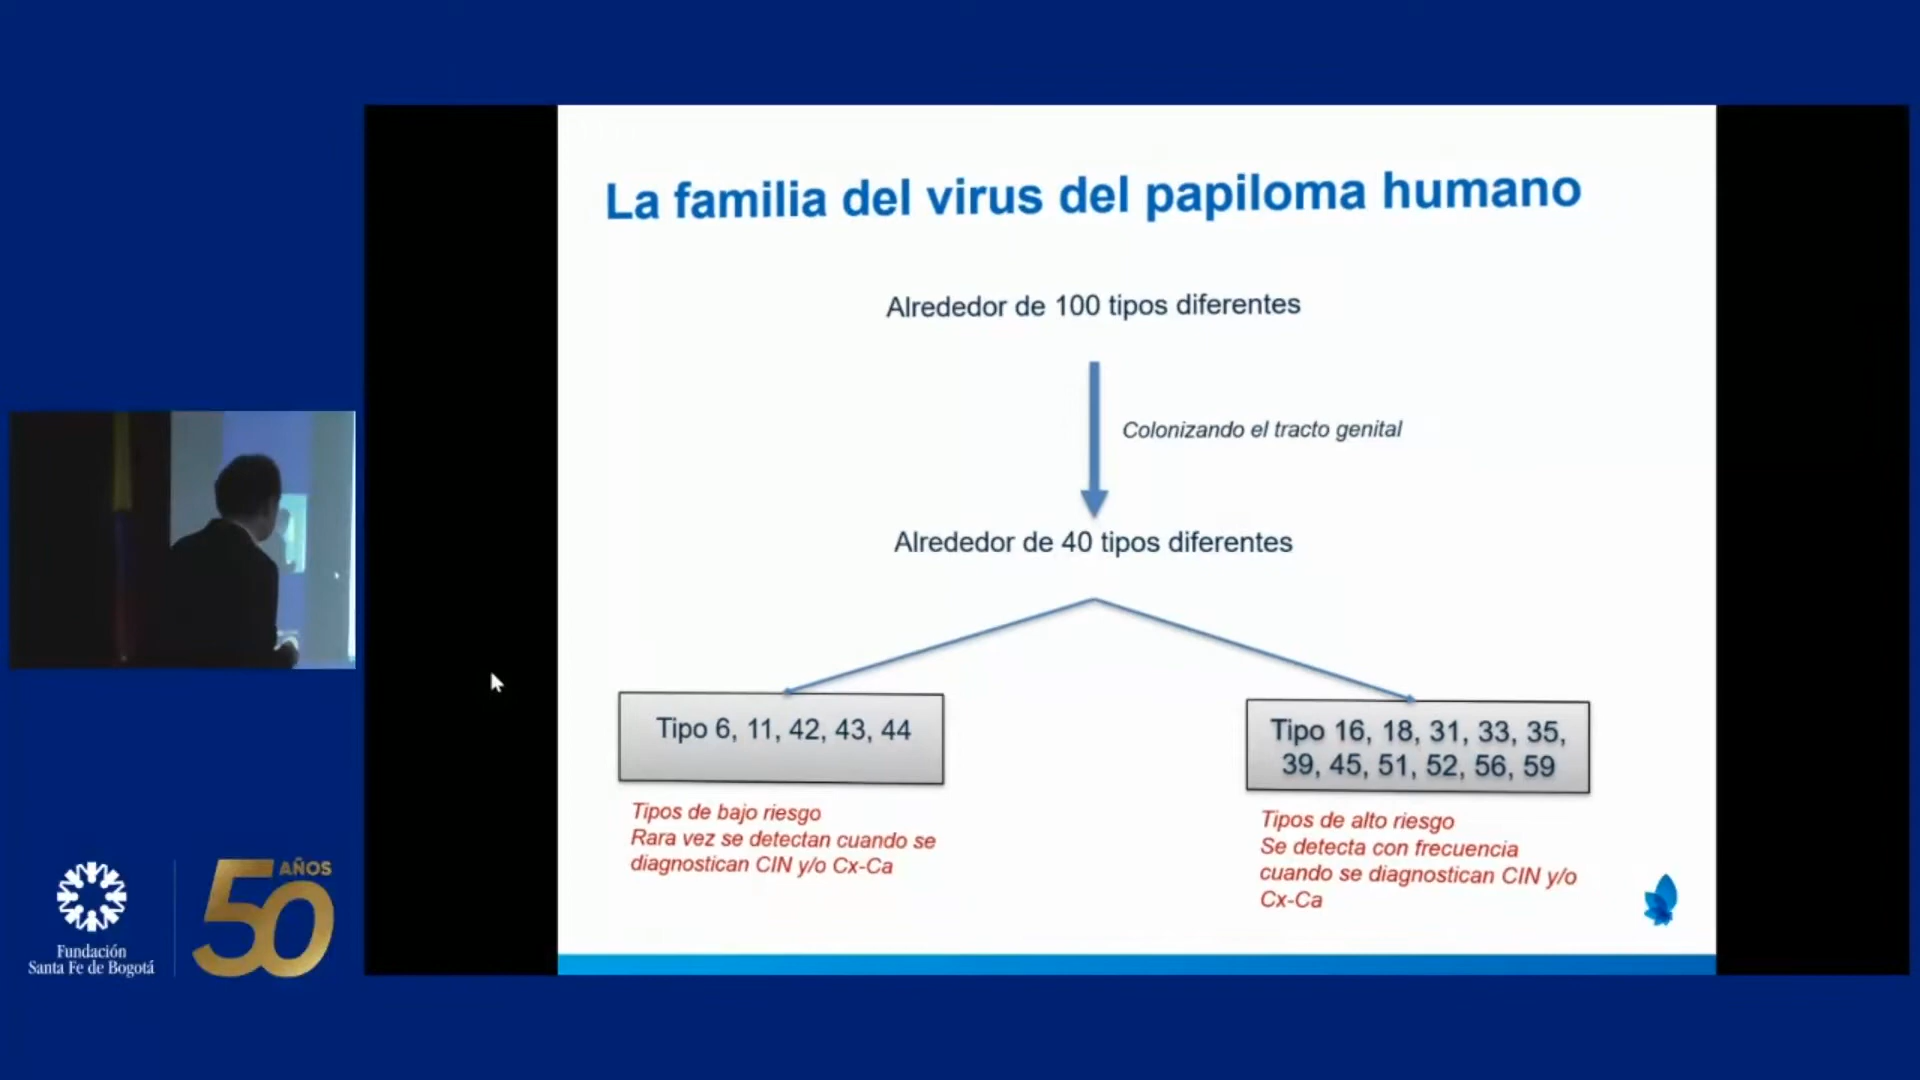 La familia del virus del papiloma humano
Alrededor de 100 tipos diferentes
Colonizando el tracto genital
Alrededor de 40 tipos diferentes
Tipo 6, 11, 42, 43, 44
Tipos de bajo riesgo
Rara vez se detectan cuando se
diagnostican CIN y/o Cx-Ca
Tipo 16, 18, 31, 33, 35,
39, 45, 51, 52, 56, 59
Tipos de alto riesgo
Se detecta con frecuencia
cuando se diagnostican CIN y/o
Cx-Ca
Fundación
Santa Fe de Bogotá
50 AÑOS